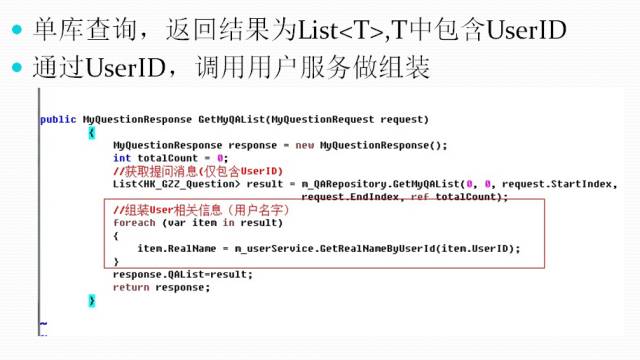 单库查询，返回结果为List<T>,T中包含UserID
通过UserID，调用用户服务做组装
public MyQuestionResponse GetMyQAList(MyQuestionRequest request)
{
MyQuestionResponse response = new MyQuestionResponse();
int totalCount = 0;
//获取提问消息(仅包含UserID)
List<HK_GZZ_Question> result = m_QARepository.GetMyQAList(0, 0, request.StartIndex,
request.EndIndex, ref totalCount);
//组装User相关信息（用户名字）
foreach (var item in result)
{
item.RealName = m_userService.GetRealNameByUserId(item.UserID);
}
response.QAList=result;
return response;
}
~